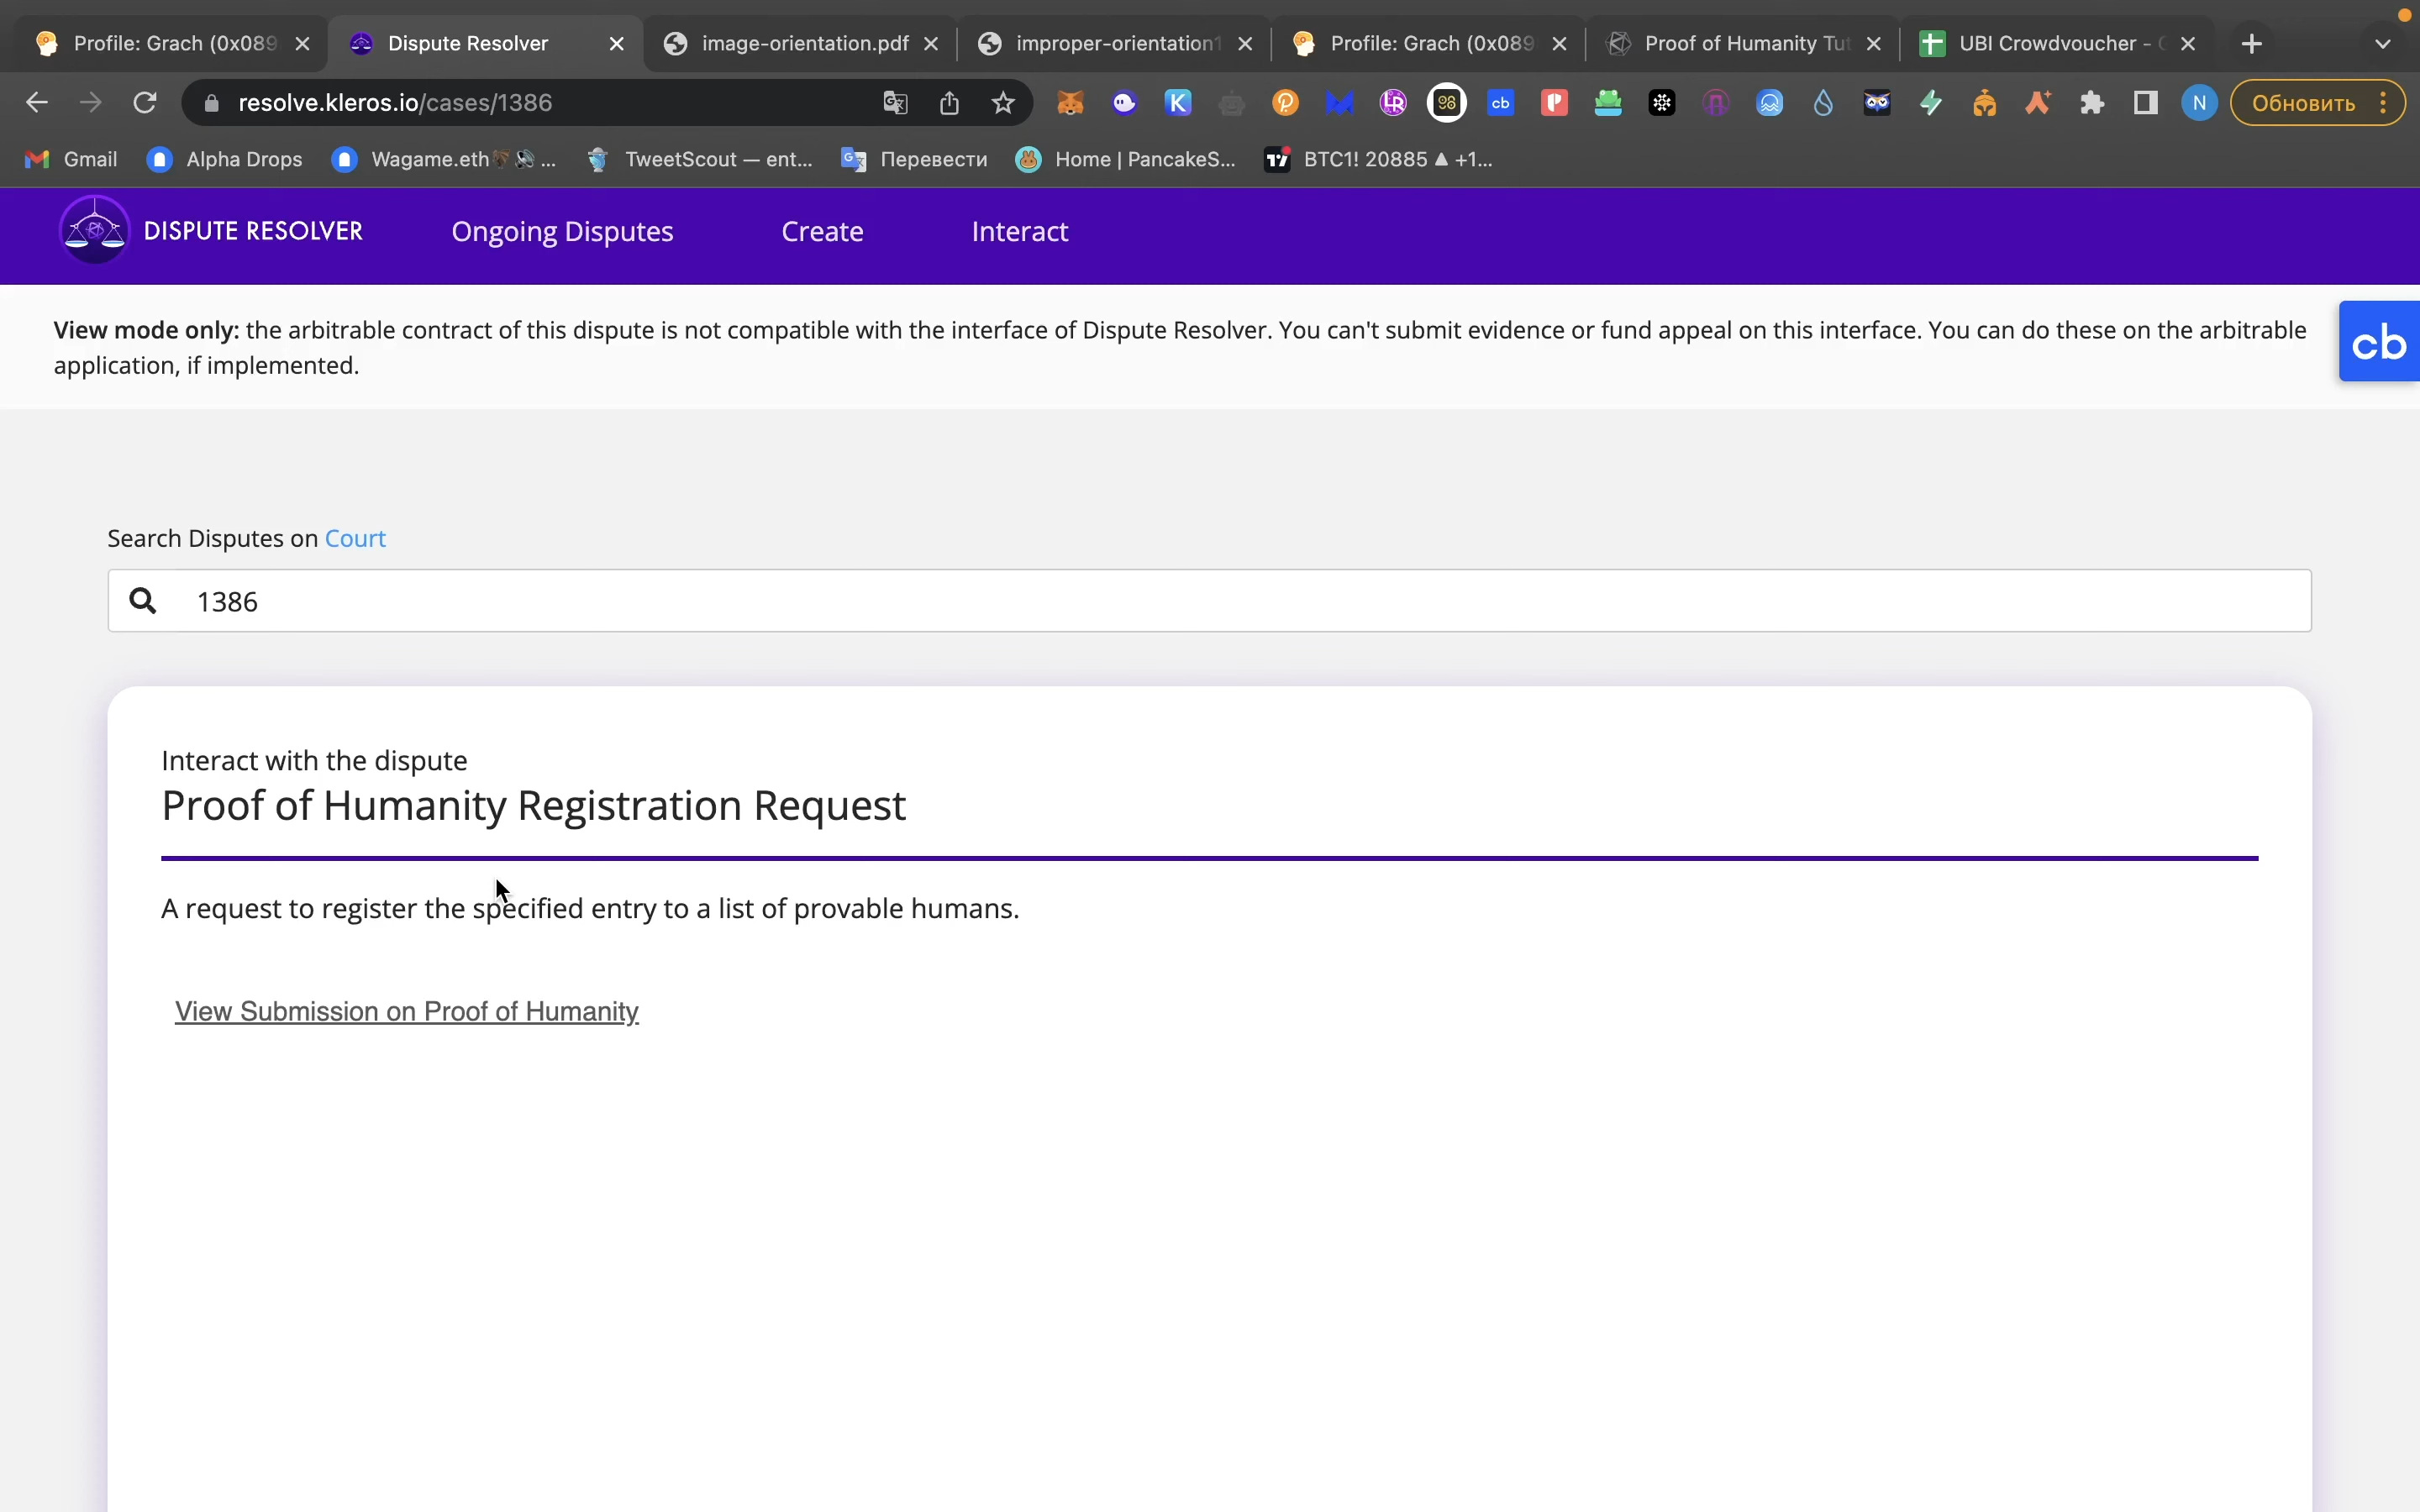 Profile: Grach (0x089
Dispute Resolver
image-orientation.pdf
improper-orientation1
Profile: Grach (0x089
Proof of Humanity Tut
UBI Crowdvoucher -
resolve.kleros.io/cases/1386
Обновить
Gmail
Alpha Drops
Wagame.eth ...
TweetScout — ent...
Перевести
Home | PancakeS...
BTC1! 20885 ▲ +1...
DISPUTE RESOLVER
Ongoing Disputes
Create
Interact
View mode only: the arbitrable contract of this dispute is not compatible with the interface of Dispute Resolver. You can't submit evidence or fund appeal on this interface. You can do these on the arbitrable
application, if implemented.
cb
Search Disputes on Court
1386
Interact with the dispute
Proof of Humanity Registration Request
A request to register the specified entry to a list of provable humans.
View Submission on Proof of Humanity